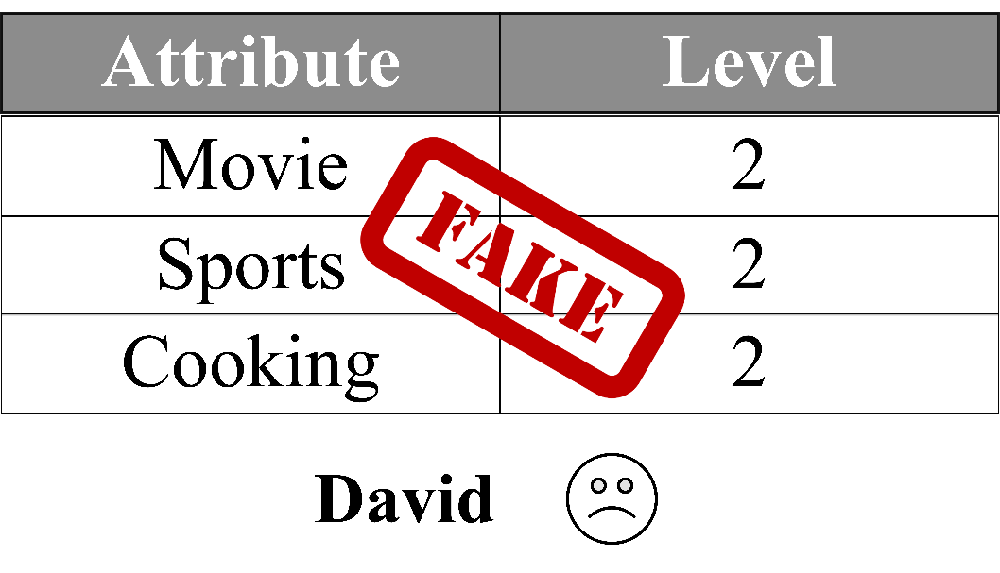 Attribute Level
Movie 2
Sports 2
Cooking 2
FAKE
David